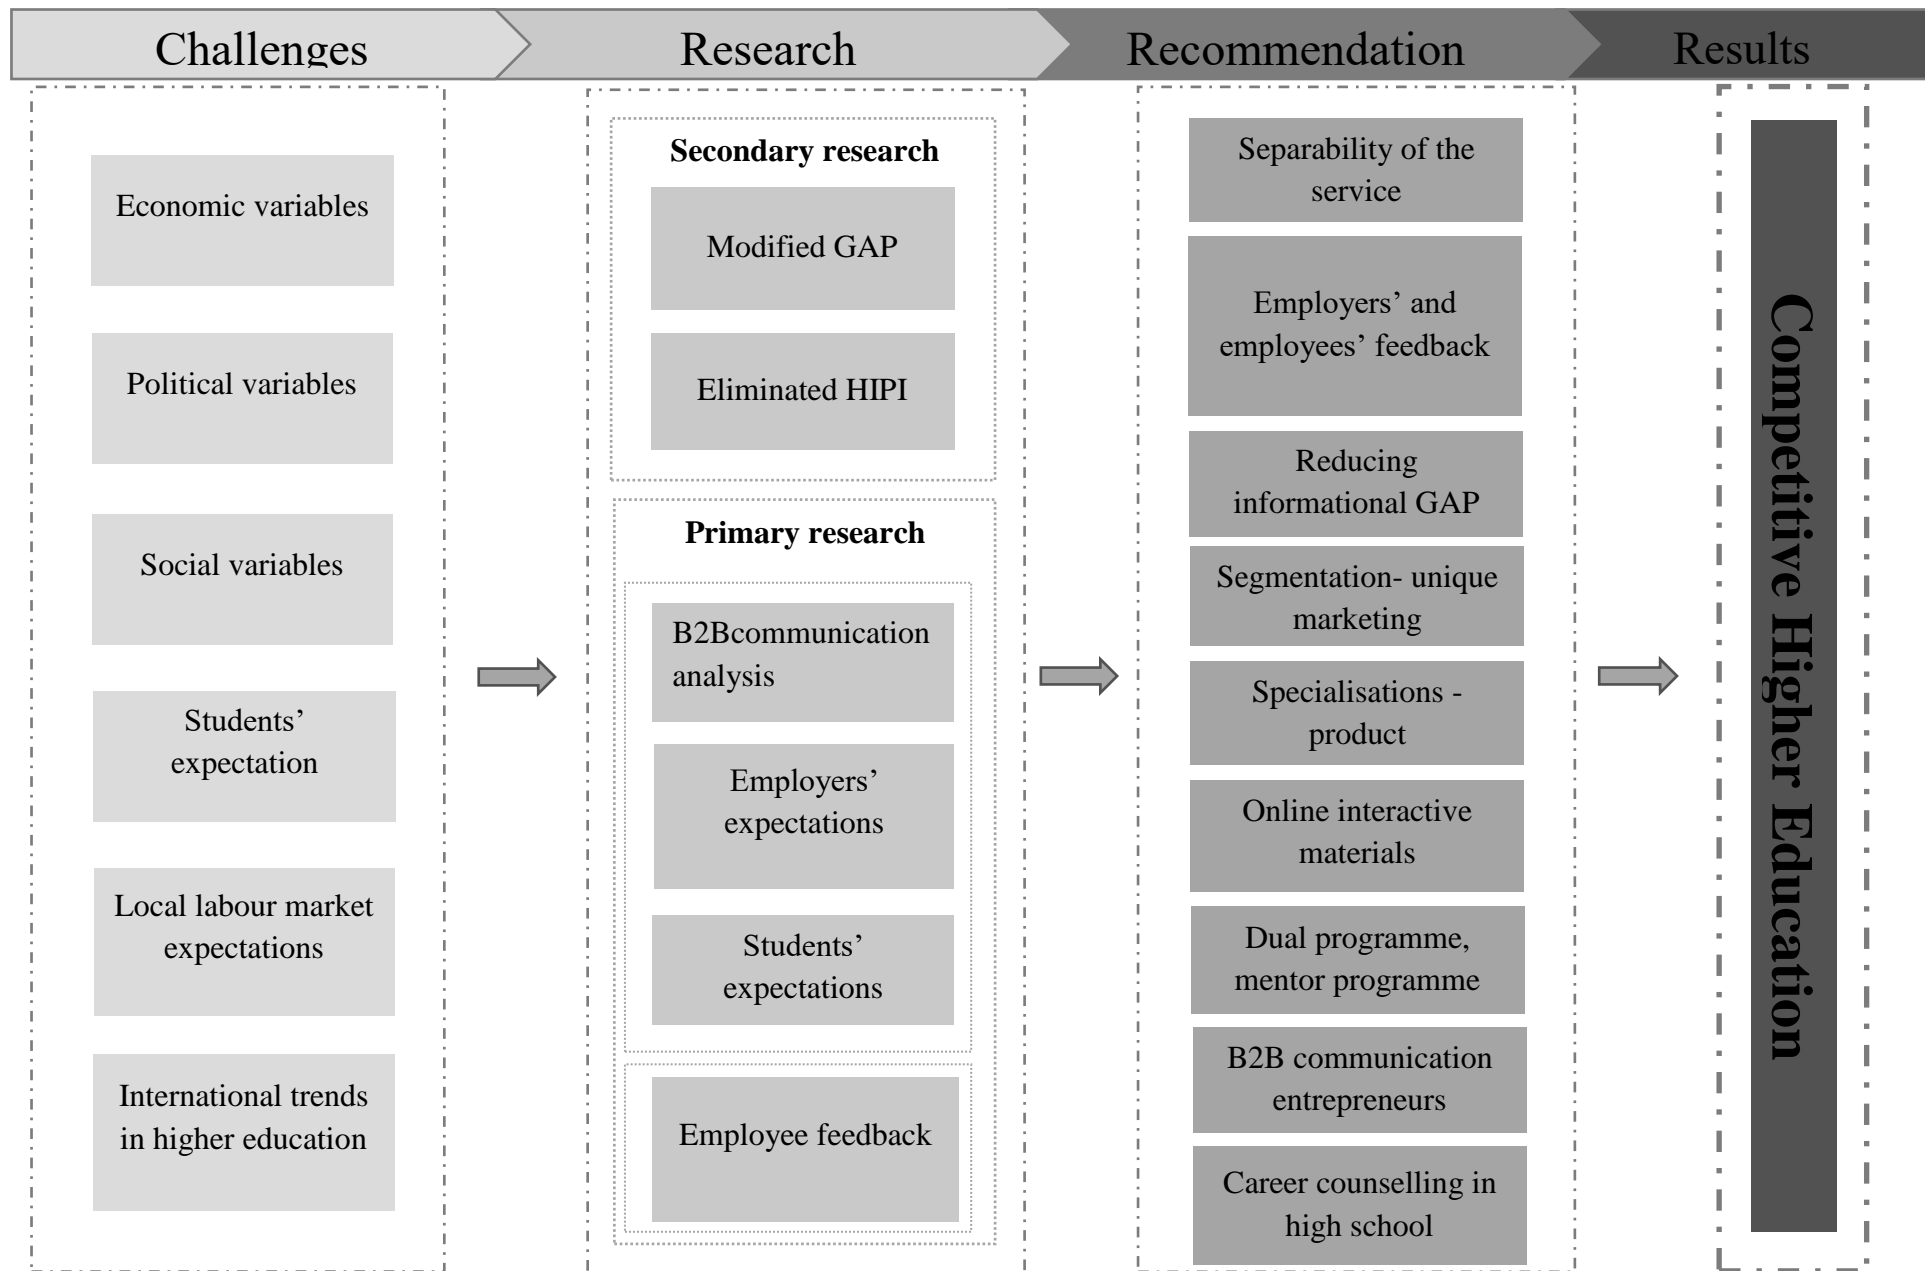 Challenges
Research
Recommendation
Results
Economic variables
Political variables
Social variables
Students’
expectation
Local labour market
expectations
International trends
in higher education
Secondary research
Modified GAP
Eliminated HIPI
Primary research
B2Bcommunication
analysis
Employers’
expectations
Students’
expectations
Employee feedback
Separability of the
service
Employers’ and
employees’ feedback
Reducing
informational GAP
Segmentation- unique
marketing
Specialisations -
product
Online interactive
materials
Dual programme,
mentor programme
B2B communication
entrepreneurs
Career counselling in
high school
Competitive Higher Education